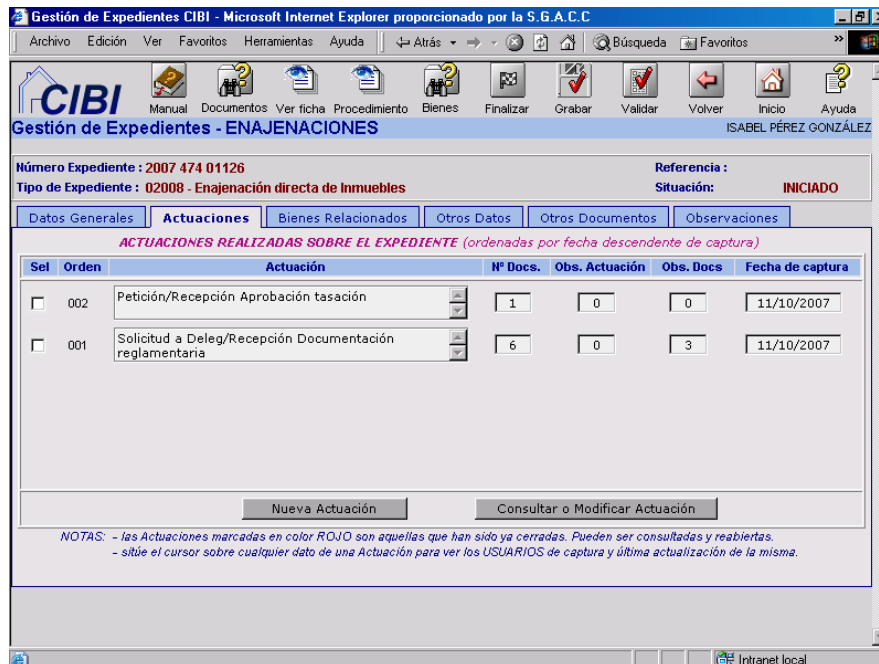 Gestión de Expedientes CIBI - Microsoft Internet Explorer proporcionado por la S.G.A.C.C
Archivo Edición Ver Favoritos Herramientas Ayuda Atrás Búsqueda Favoritos »
CIBI Manual Documentos Ver ficha Procedimiento Bienes Finalizar Grabar Validar Volver Inicio Ayuda
Gestión de Expedientes - ENAJENACIONES ISABEL PÉREZ GONZÁLEZ
Número Expediente : 2007 474 01126 Referencia :
Tipo de Expediente : 02008 - Enajenación directa de Inmuebles Situación: INICIADO
Datos Generales Actuaciones Bienes Relacionados Otros Datos Otros Documentos Observaciones
ACTUACIONES REALIZADAS SOBRE EL EXPEDIENTE (ordenadas por fecha descendente de captura)
Sel Orden Actuación Nº Docs. Obs. Actuación Obs. Docs Fecha de captura
002 Petición/Recepción Aprobación tasación 1 0 0 11/10/2007
001 Solicitud a Deleg/Recepción Documentación reglamentaria 6 0 3 11/10/2007
Nueva Actuación Consultar o Modificar Actuación
NOTAS: - las Actuaciones marcadas en color ROJO son aquellas que han sido ya cerradas. Pueden ser consultadas y reabiertas.
- sitúe el cursor sobre cualquier dato de una Actuación para ver los USUARIOS de captura y última actualización de la misma.
Intranet local